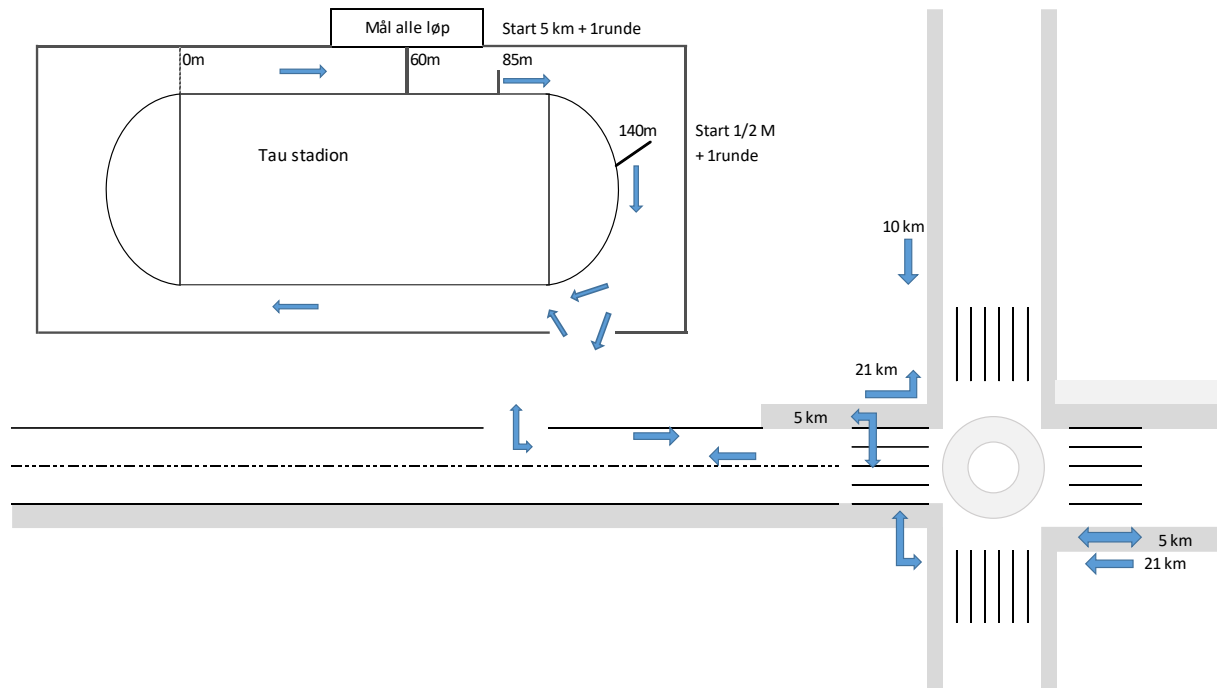 Mål alle løp
Start 5 km + 1runde
0m
60m
85m
140m
Start 1/2 M
+ 1runde
Tau stadion
10 km
21 km
5 km
5 km
21 km